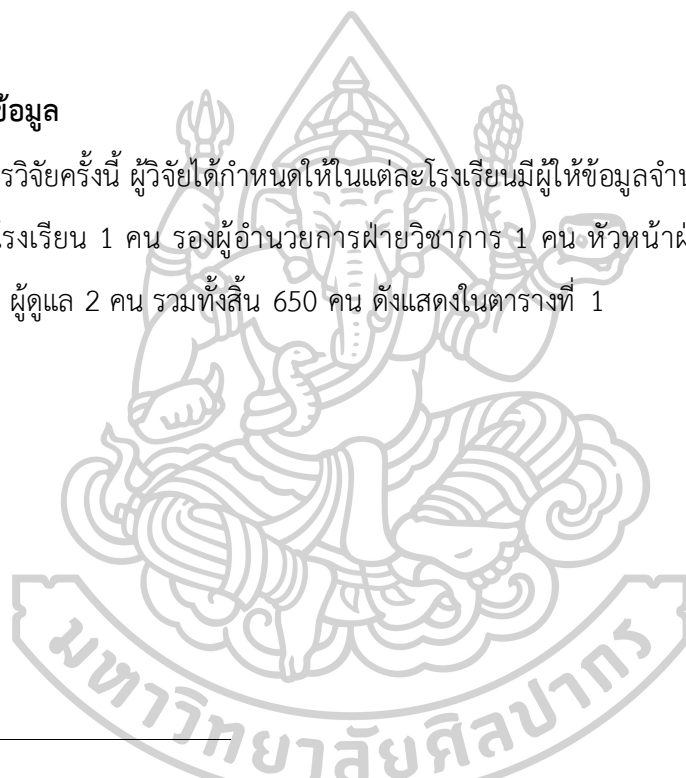 ข้อมูล
รวิจัยครั้งนี้ ผู้วิจัยได้กำหนดให้ในแต่ละโรงเรียนมีผู้ให้ข้อมูลจำน
โรงเรียน 1 คน รองผู้อำนวยการฝ่ายวิชาการ 1 คน หัวหน้าฝ
ผู้ดูแล 2 คน รวมทั้งสิ้น 650 คน ดังแสดงในตารางที่ 1
มหาวิทยาลัยศิลปากร